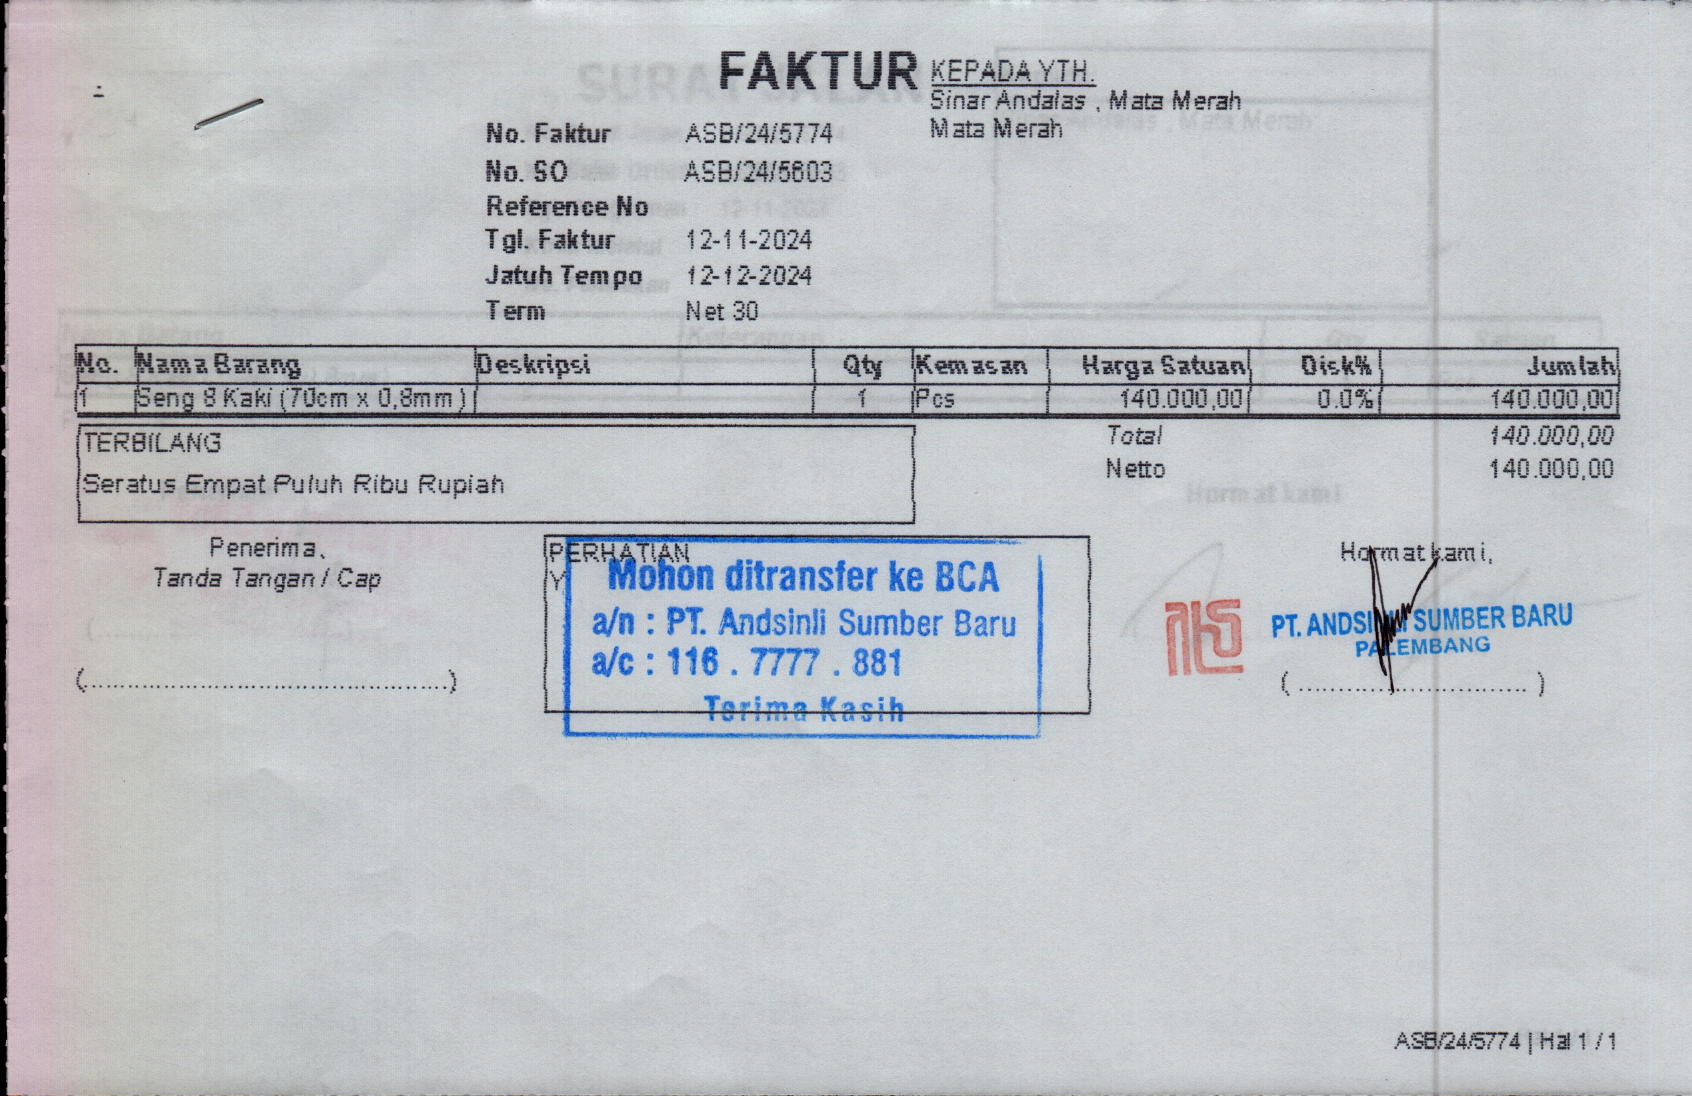 FAKTUR
KEPADA YTH.
Sinar Andalas , Mata Merah
Mata Merah
No. Faktur ASB/24/5774
No. SO ASB/24/5603
Reference No
Tgl. Faktur 12-11-2024
Jatuh Tempo 12-12-2024
Term Net 30
No. Nama Barang Deskripsi Qty Kemasan Harga Satuan Disk% Jumlah
1 Seng 8 Kaki (70cm x 0,8mm) 1 Pcs 140.000,00 0.0% 140.000,00
TERBILANG
Seratus Empat Puluh Ribu Rupiah
Total 140.000,00
Netto 140.000,00
Penerima,
Tanda Tangan / Cap
(..............................................)
PERHATIAN
Y
Mohon ditransfer ke BCA
a/n : PT. Andsinli Sumber Baru
a/c : 116 . 7777 . 881
Terima Kasih
Hormat kami,
PT. ANDSINLI SUMBER BARU
PALEMBANG
( ............................. )
ASB/24/5774 | Hal 1 / 1